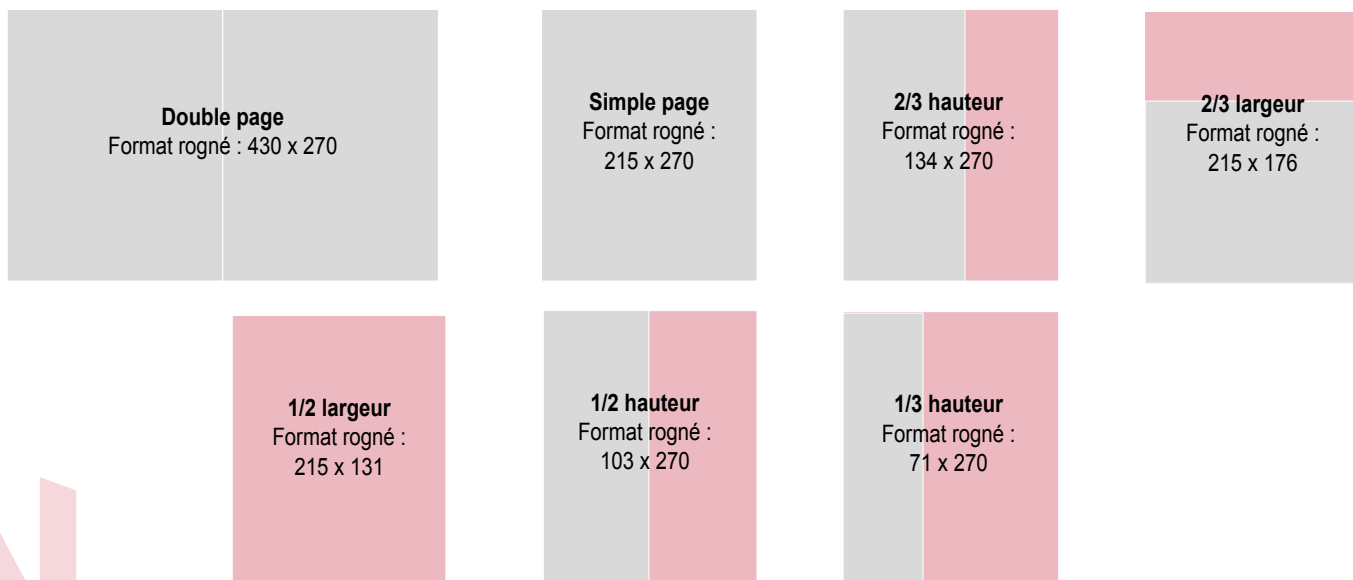 Double page
Format rogné : 430 x 270
Simple page
Format rogné :
215 x 270
2/3 hauteur
Format rogné :
134 x 270
2/3 largeur
Format rogné :
215 x 176
1/2 largeur
Format rogné :
215 x 131
1/2 hauteur
Format rogné :
103 x 270
1/3 hauteur
Format rogné :
71 x 270